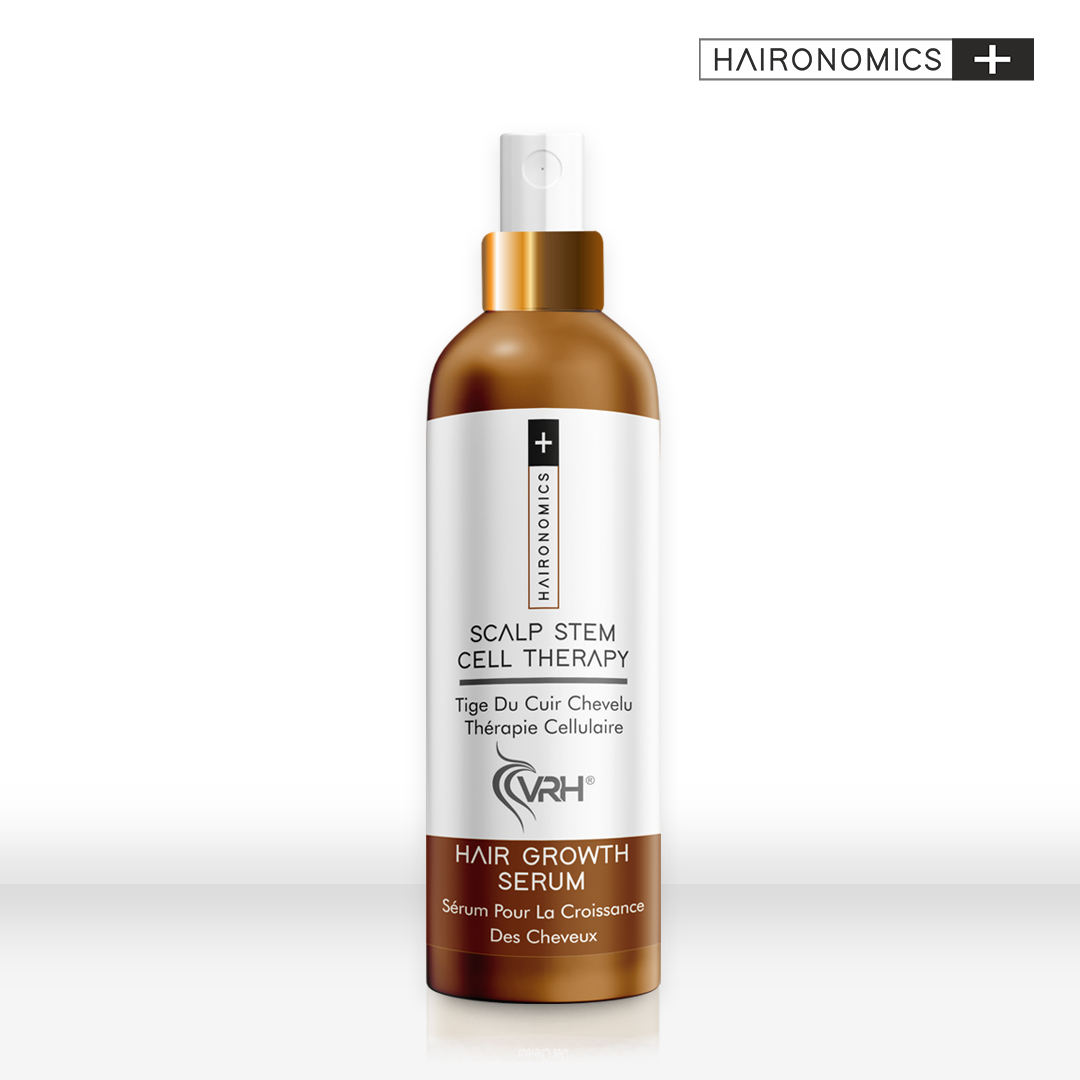 HAIRONOMICS +
+
HAIRONOMICS
SCALP STEM
CELL THERAPY
Tige Du Cuir Chevelu
Thérapie Cellulaire
VRH®
HAIR GROWTH
SERUM
Sérum Pour La Croissance
Des Cheveux